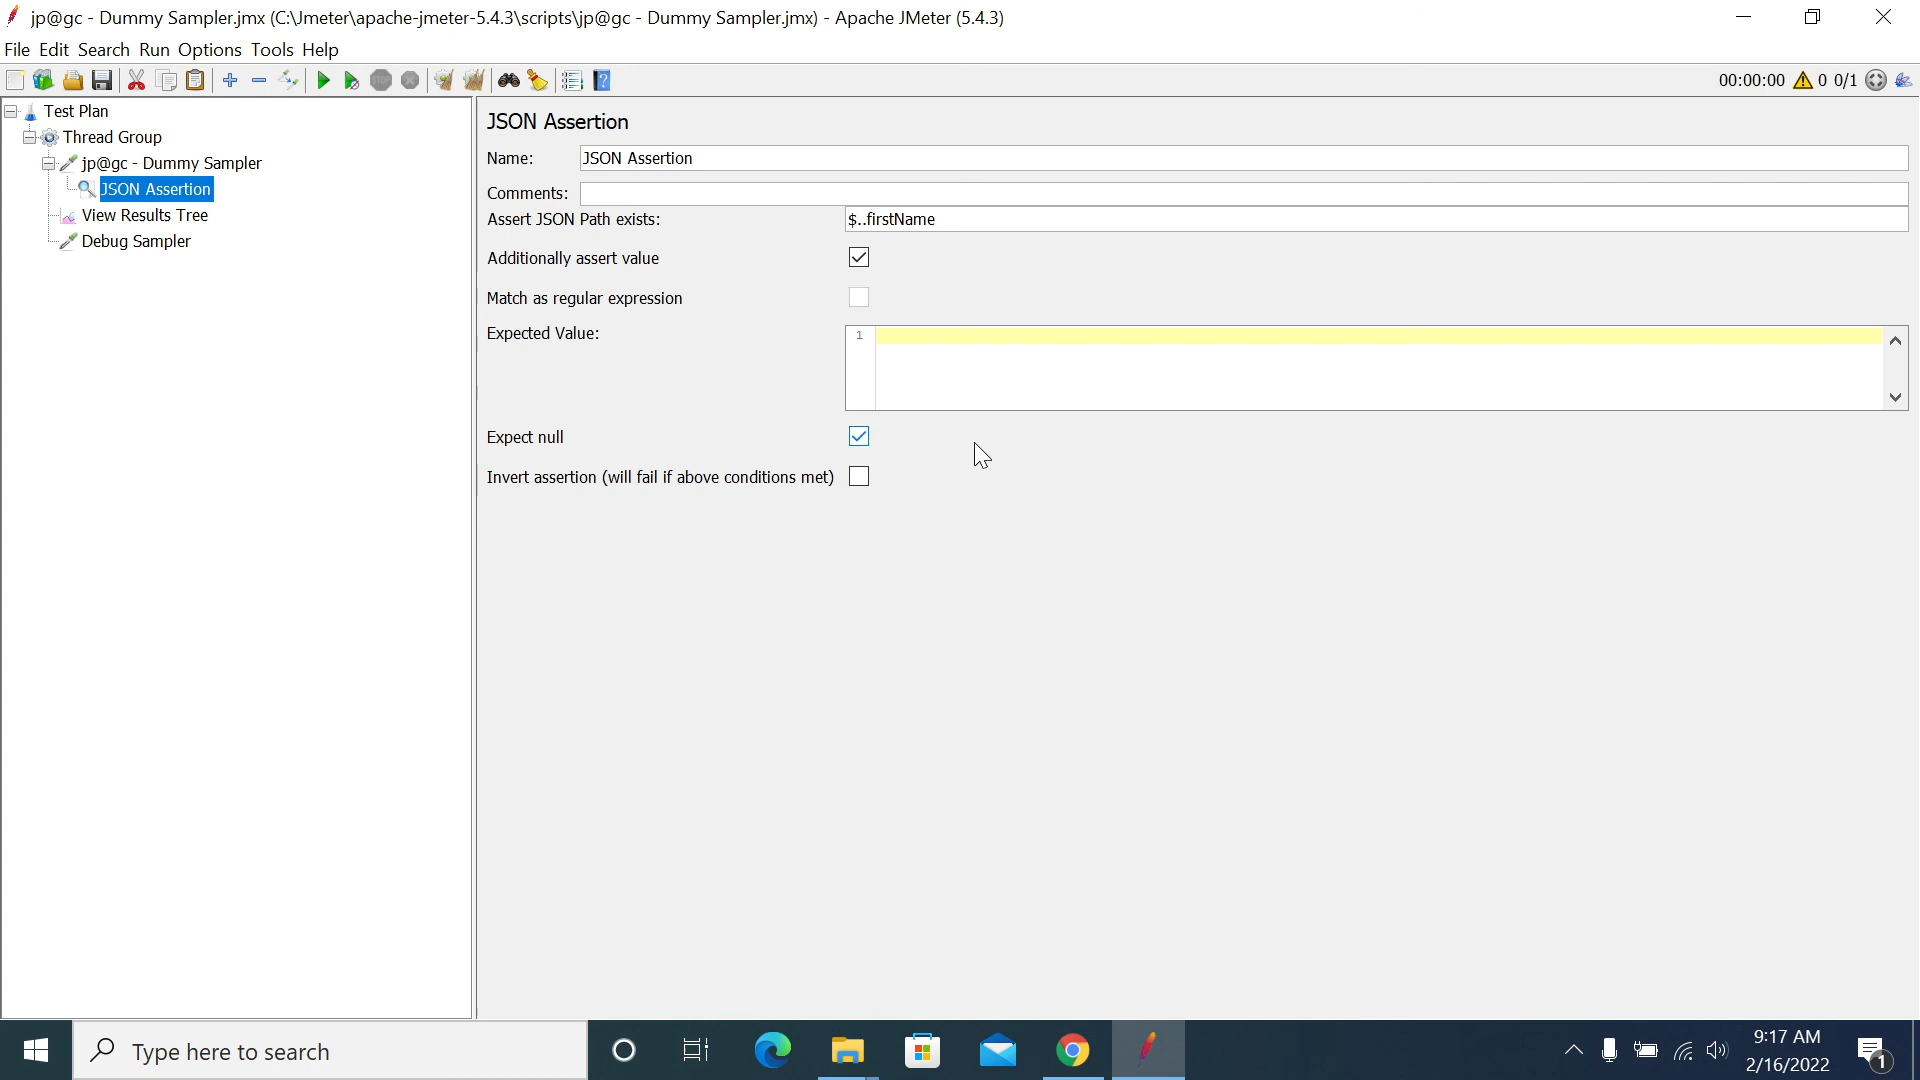 jp@gc - Dummy Sampler.jmx (C:\Jmeter\apache-jmeter-5.4.3\scripts\jp@gc - Dummy Sampler.jmx) - Apache JMeter (5.4.3)
File Edit Search Run Options Tools Help
00:00:00 0 0/1
Test Plan
Thread Group
jp@gc - Dummy Sampler
JSON Assertion
View Results Tree
Debug Sampler
JSON Assertion
Name: JSON Assertion
Comments:
Assert JSON Path exists: $..firstName
Additionally assert value
Match as regular expression
Expected Value: 1
Expect null
Invert assertion (will fail if above conditions met)
Type here to search
9:17 AM
2/16/2022
1